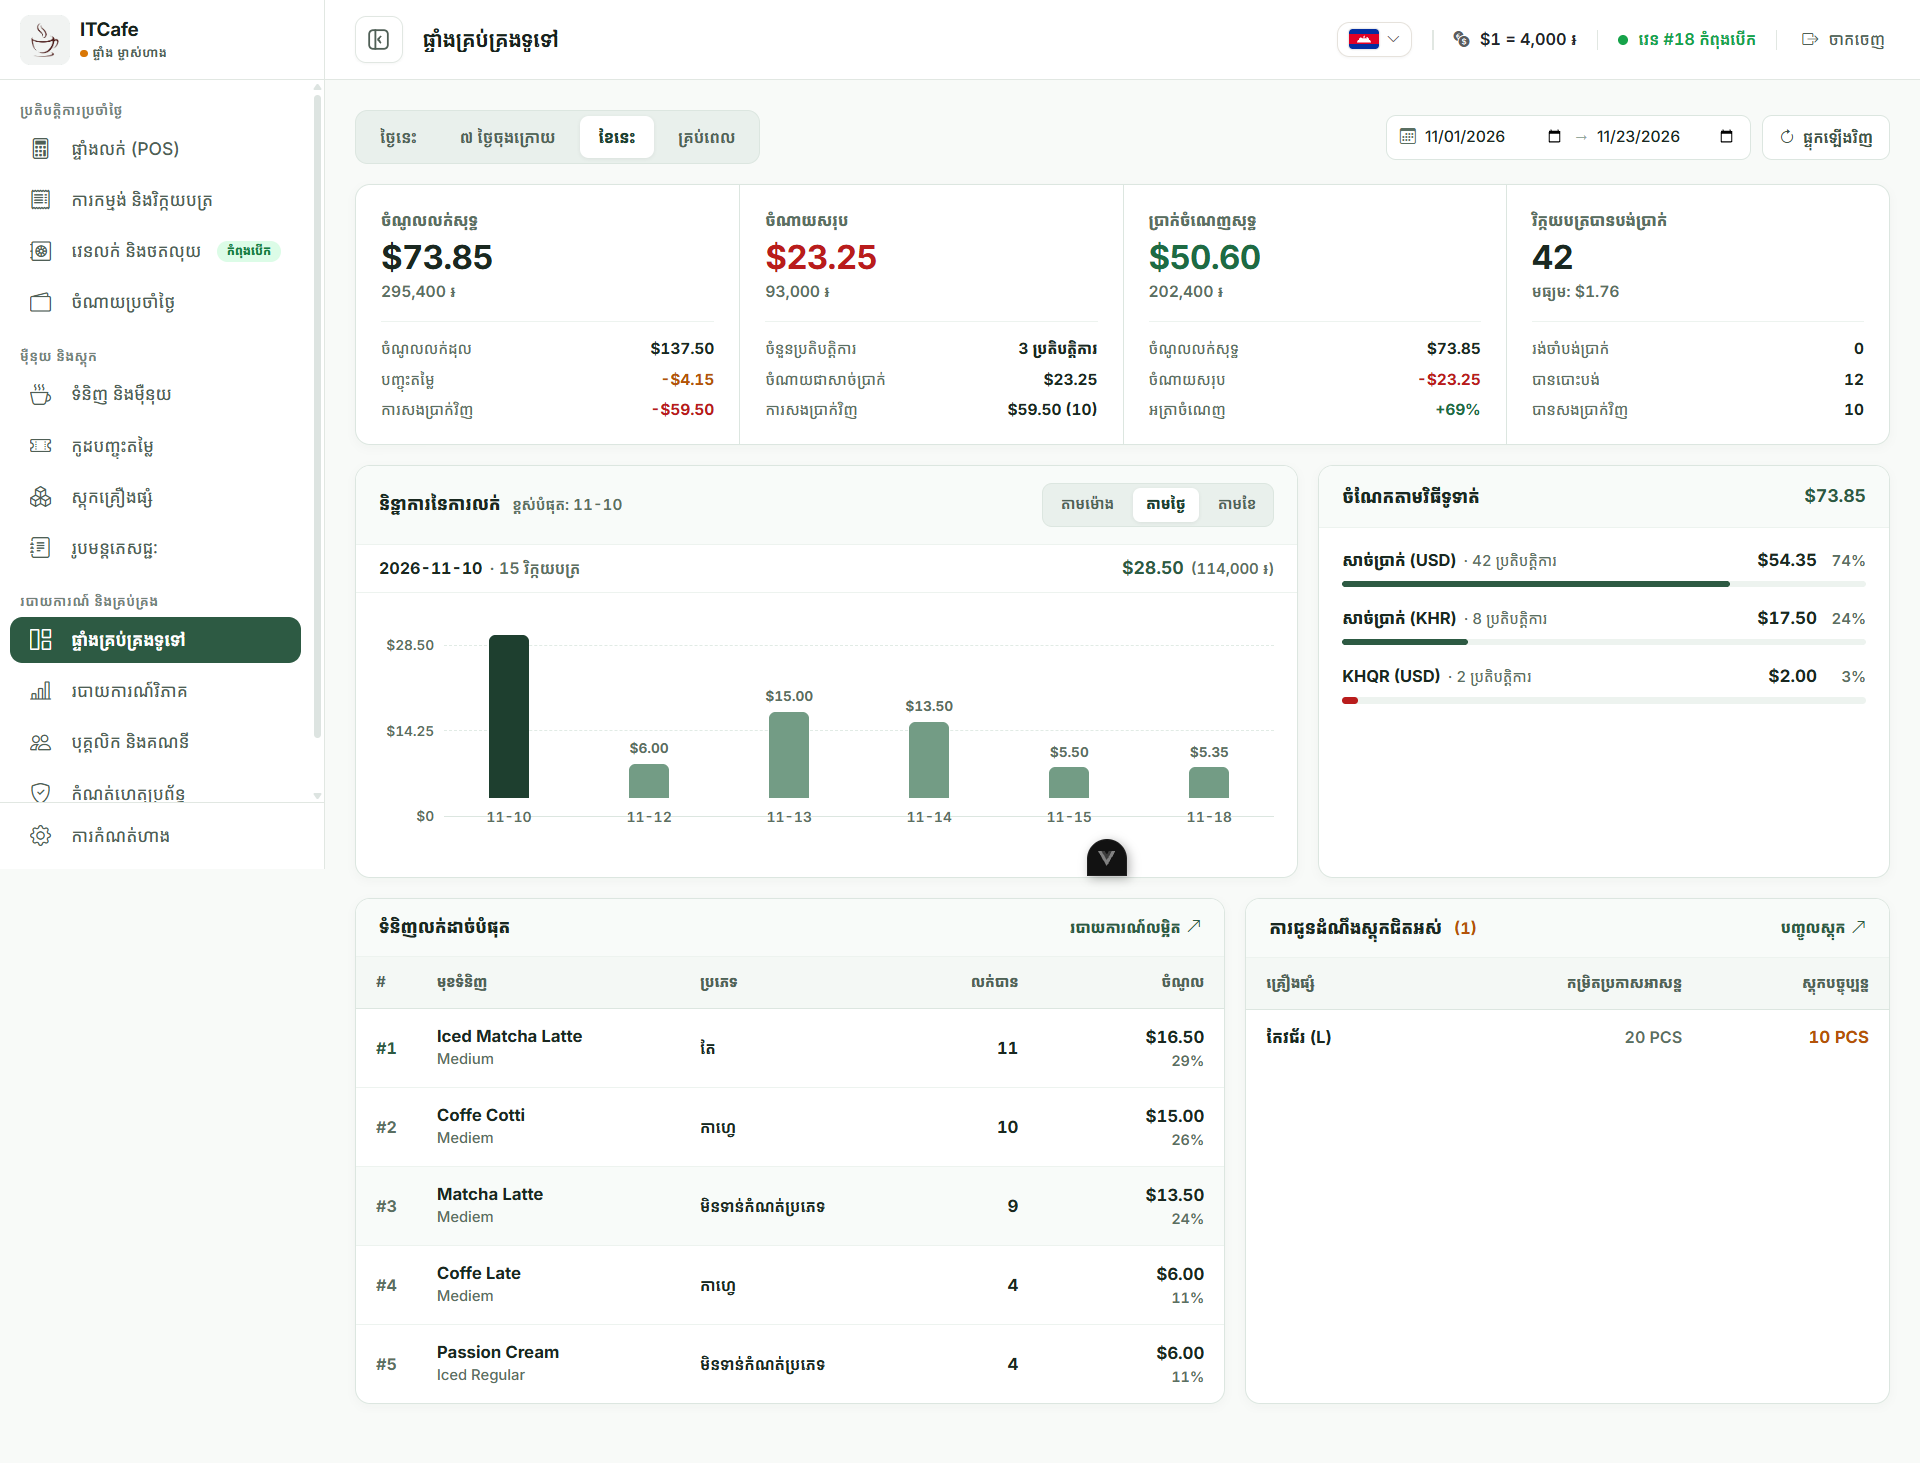 ITCafe
ផ្ទាំង ម្ចាស់ហាង
ផ្ទាំងគ្រប់គ្រងទូទៅ
$1 = 4,000 ៛
វេន #18 កំពុងបើក
ចាកចេញ
ប្រតិបត្តិការប្រចាំថ្ងៃ
ផ្ទាំងលក់ (POS)
ការកម្មង់ និងវិក្កយបត្រ
វេនលក់ និងថតលុយ
កំពុងបើក
ចំណាយប្រចាំថ្ងៃ
ម៉ឺនុយ និងស្តុក
ទំនិញ និងម៉ឺនុយ
កូដបញ្ចុះតម្លៃ
ស្តុកគ្រឿងផ្សំ
រូបមន្តភេសជ្ជៈ
របាយការណ៍ និងគ្រប់គ្រង
ផ្ទាំងគ្រប់គ្រងទូទៅ
របាយការណ៍វិភាគ
បុគ្គលិក និងគណនី
កំណត់ហេតុប្រព័ន្ធ
ការកំណត់ហាង
ថ្ងៃនេះ
៧ ថ្ងៃចុងក្រោយ
ខែនេះ
គ្រប់ពេល
11/01/2026 → 11/23/2026
ផ្ទុកឡើងវិញ
ចំណូលលក់សុទ្ធ
$73.85
295,400 ៛
ចំណូលលក់ដុល $137.50
បញ្ចុះតម្លៃ -$4.15
ការសងប្រាក់វិញ -$59.50
ចំណាយសរុប
$23.25
93,000 ៛
ចំនួនប្រតិបត្តិការ 3 ប្រតិបត្តិការ
ចំណាយជាសាច់ប្រាក់ $23.25
ការសងប្រាក់វិញ $59.50 (10)
ប្រាក់ចំណេញសុទ្ធ
$50.60
202,400 ៛
ចំណូលលក់សុទ្ធ $73.85
ចំណាយសរុប -$23.25
អត្រាចំណេញ +69%
វិក្កយបត្របានបង់ប្រាក់
42
មធ្យម: $1.76
រង់ចាំបង់ប្រាក់ 0
បានបោះបង់ 12
បានសងប្រាក់វិញ 10
និន្នាការនៃការលក់ ខ្ពស់បំផុត: 11-10
តាមម៉ោង
តាមថ្ងៃ
តាមខែ
2026-11-10 · 15 វិក្កយបត្រ
$28.50 (114,000 ៛)
$28.50
$14.25
$0
$6.00
$15.00
$13.50
$5.50
$5.35
11-10
11-12
11-13
11-14
11-15
11-18
ចំណែកតាមវិធីទូទាត់ $73.85
សាច់ប្រាក់ (USD) · 42 ប្រតិបត្តិការ $54.35 74%
សាច់ប្រាក់ (KHR) · 8 ប្រតិបត្តិការ $17.50 24%
KHQR (USD) · 2 ប្រតិបត្តិការ $2.00 3%
ទំនិញលក់ដាច់បំផុត
របាយការណ៍លម្អិត
# មុខទំនិញ ប្រភេទ លក់បាន ចំណូល
#1 Iced Matcha Latte តែ 11 $16.50
Medium 29%
#2 Coffe Cotti កាហ្វេ 10 $15.00
Mediem 26%
#3 Matcha Latte មិនទាន់កំណត់ប្រភេទ 9 $13.50
Mediem 24%
#4 Coffe Late កាហ្វេ 4 $6.00
Mediem 11%
#5 Passion Cream មិនទាន់កំណត់ប្រភេទ 4 $6.00
Iced Regular 11%
ការជូនដំណឹងស្តុកជិតអស់ (1)
បញ្ចូលស្តុក
គ្រឿងផ្សំ កម្រិតប្រកាសអាសន្ន ស្តុកបច្ចុប្បន្ន
កែវជ័រ (L) 20 PCS 10 PCS